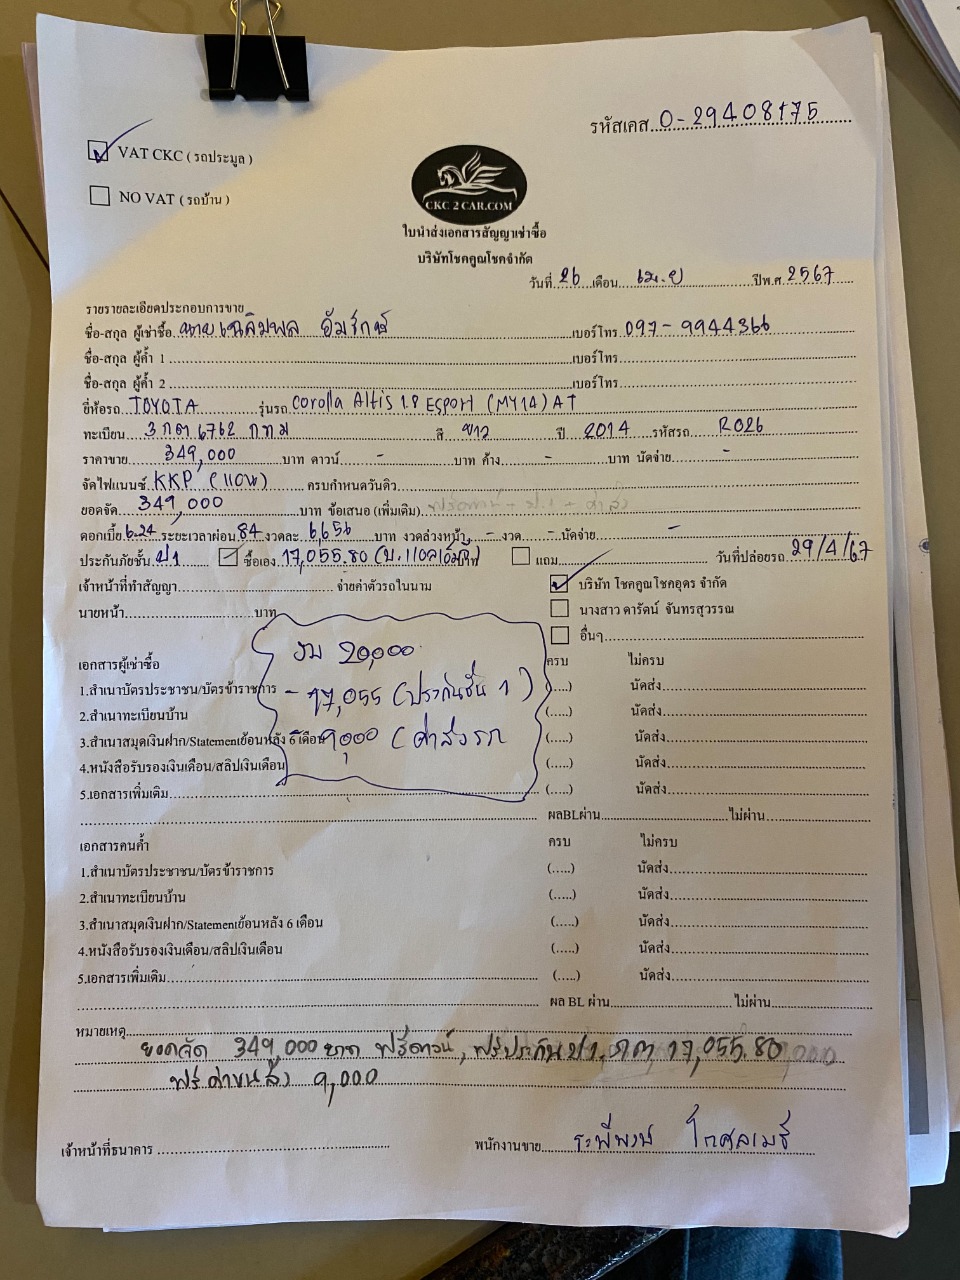 รหัสเคส 0-29408175
VAT CKC ( รถประมูล )
NO VAT ( รถบ้าน )
CKC 2 CAR.COM
ใบนำส่งเอกสารสัญญาเช่าซื้อ
บริษัทโชคคูณโชคจำกัด
วันที่ 26 เดือน เม.ย ปีพ.ศ. 2567
รายรายละเอียดประกอบการขาย
ชื่อ-สกุล ผู้เช่าซื้อ นายเฉลิมพล อัมรักษ์ เบอร์โทร 097-9944366
ชื่อ-สกุล ผู้ค้ำ 1 เบอร์โทร
ชื่อ-สกุล ผู้ค้ำ 2 เบอร์โทร
ยี่ห้อรถ TOYOTA รุ่นรถ Corolla Altis 1.8 ESport (MY14) AT
ทะเบียน 3 กต 6762 กทม สี ขาว ปี 2014 รหัสรถ R026
ราคาขาย 349,000 บาท ดาวน์ - บาท ค้าง - บาท นัดจ่าย -
จัดไฟแนนซ์ KKP (110W) ครบกำหนดวันดิว
ยอดจัด 349,000 บาท ข้อเสนอ (เพิ่มเติม) ฟรีดาวน์ - ป.1 +
ดอกเบี้ย 6.24 ระยะเวลาผ่อน 84 งวดละ 6,656 บาท งวดล่วงหน้า - งวด - นัดจ่าย -
ประกันภัยชั้น ป1 ซื้อเอง 17,055.80 แถม วันที่ปล่อยรถ 29/4/67
เจ้าหน้าที่ทำสัญญา จ่ายค่าตัวรถในนาม บริษัท โชคคูณโชคอุดร จำกัด
นายหน้า บาท นางสาว ดารัตน์ จันทรสุวรรณ
อื่นๆ
งบ 20,000
- 17,055 (ประกันชั้น 1)
- 9,000 (ค่าส่งรถ
เอกสารผู้เช่าซื้อ ครบ ไม่ครบ
1.สำเนาบัตรประชาชน/บัตรข้าราชการ (.....) นัดส่ง
2.สำเนาทะเบียนบ้าน (.....) นัดส่ง
3.สำเนาสมุดเงินฝาก/Statementย้อนหลัง 6 เดือน (.....) นัดส่ง
4.หนังสือรับรองเงินเดือน/สลิปเงินเดือน (.....) นัดส่ง
5.เอกสารเพิ่มเติม (.....) นัดส่ง
ผลBLผ่าน ไม่ผ่าน
เอกสารคนค้ำ ครบ ไม่ครบ
1.สำเนาบัตรประชาชน/บัตรข้าราชการ (.....) นัดส่ง
2.สำเนาทะเบียนบ้าน (.....) นัดส่ง
3.สำเนาสมุดเงินฝาก/Statementย้อนหลัง 6 เดือน (.....) นัดส่ง
4.หนังสือรับรองเงินเดือน/สลิปเงินเดือน (.....) นัดส่ง
5.เอกสารเพิ่มเติม (.....) นัดส่ง
ผล BL ผ่าน ไม่ผ่าน
หมายเหตุ
ยอดจัด 349,000 บาท ฟรีดาวน์, ฟรีประกัน ป1. 17,055.80
ฟรีค่าขนส่ง 9,000
เจ้าหน้าที่ธนาคาร พนักงานขาย ระพีพงษ์ โกศลเมธี